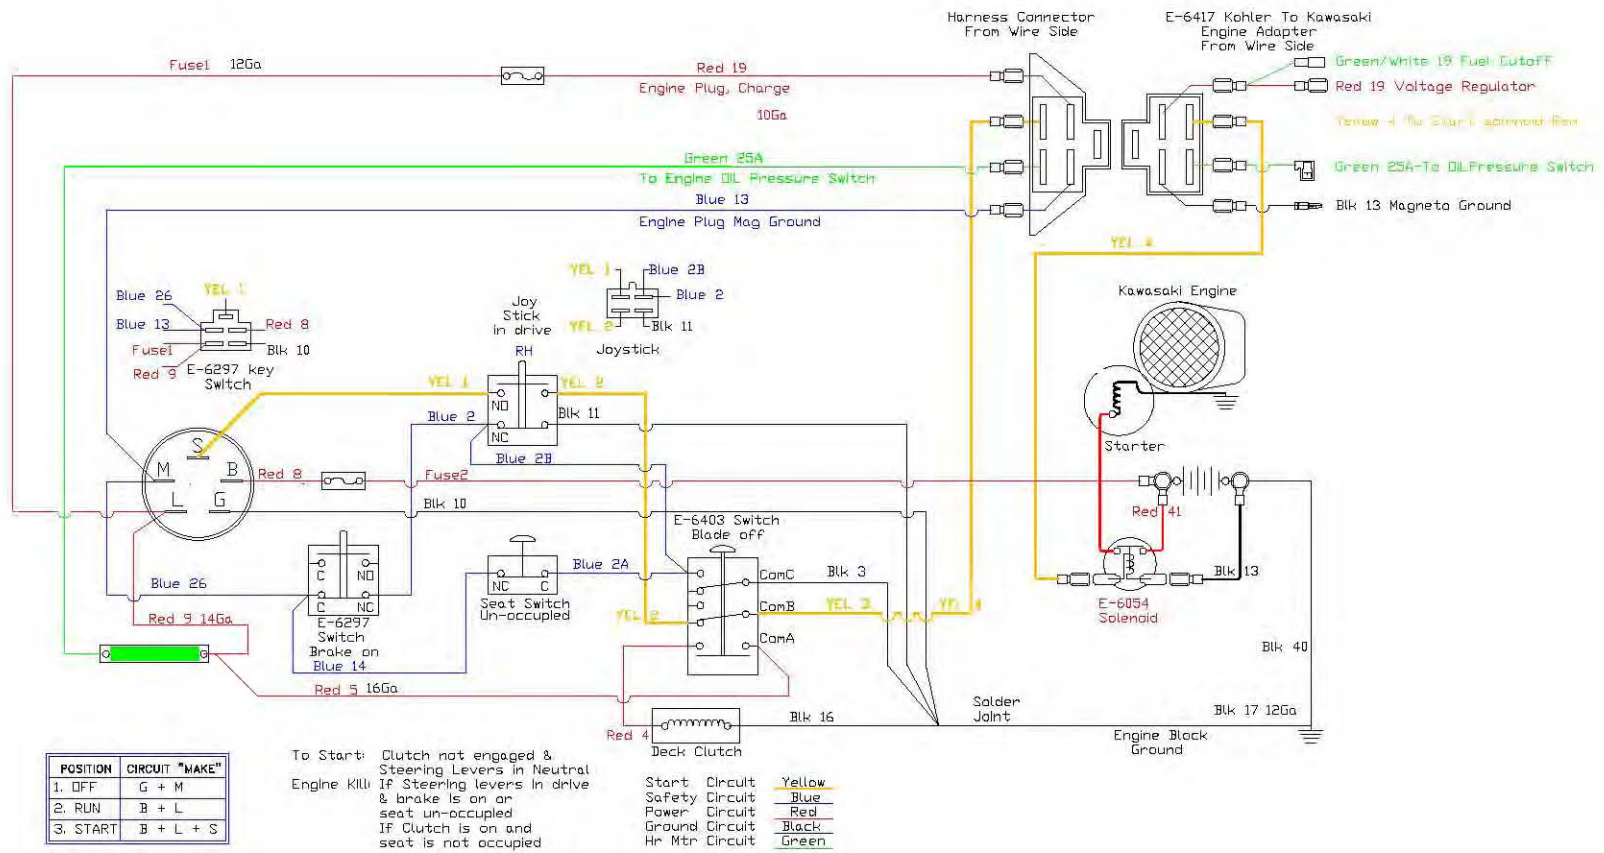 Harness Connector
From Wire Side
E-6417 Kohler To Kawasaki
Engine Adapter
From Wire Side
Fuse1 12Ga
Red 19
Engine Plug, Charge
10Ga
Green/White 19 Fuel Cutoff
Red 19 Voltage Regulator
Yellow 4 To Start solenoid
Green 25A
To Engine OIL Pressure Switch
Green 25A-To OILPressure Switch
Blue 13
Engine Plug Mag Ground
Blk 13 Magneto Ground
YEL 4
Kawasaki Engine
Starter
YEL 1
Blue 26
Blue 13
Red 8
Fuse1
Blk 10
Red 9
E-6297 key
Switch
Joy
Stick
in drive
RH
YEL 1
Blue 2B
Blue 2
YEL 2
Blk 11
Joystick
YEL 1
YEL 2
NO
Blk 11
Blue 2
NC
Blue 2B
S
M
B
L
G
Red 8
Fuse2
Blk 10
Red 41
E-6403 Switch
Blade off
C
NO
C
NC
Blue 26
E-6297
Switch
Brake on
Blue 14
NC
C
Seat Switch
Un-occupied
Blue 2A
ComC
Blk 3
ComB
YEL 3
YEL 4
YEL 2
ComA
Blk 13
E-6054
Solenoid
Red 9 14Ga
Red 5 16Ga
Blk 40
Solder
Joint
Blk 17 12Ga
Engine Block
Ground
Red 4
Blk 16
Deck Clutch
POSITION CIRCUIT "MAKE"
1. OFF G + M
2. RUN B + L
3. START B + L + S
To Start: Clutch not engaged &
Steering Levers in Neutral
Engine Kill: If Steering levers in drive
& brake is on or
seat un-occupied
If Clutch is on and
seat is not occupied
Start Circuit Yellow
Safety Circuit Blue
Power Circuit Red
Ground Circuit Black
Hr Mtr Circuit Green